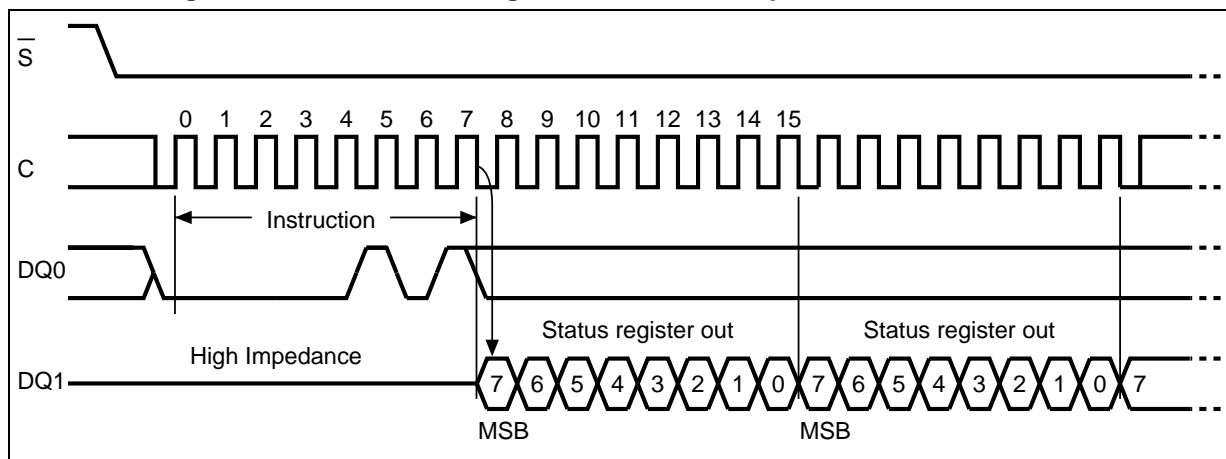 S
0 1 2 3 4 5 6 7 8 9 10 11 12 13 14 15
C
Instruction
DQ0
Status register out Status register out
High Impedance
DQ1
7 6 5 4 3 2 1 0 7 6 5 4 3 2 1 0 7
MSB MSB